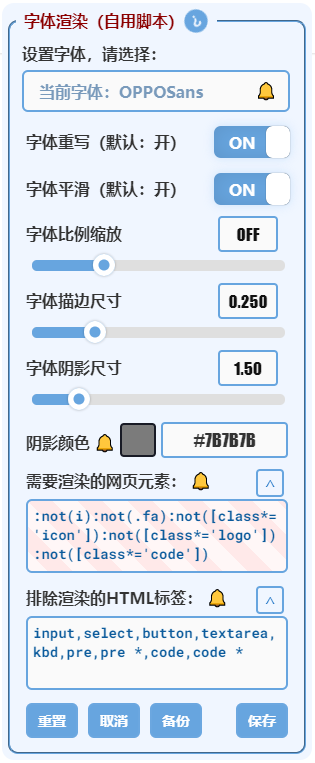 字体渲染（自用脚本）
设置字体，请选择：
当前字体：OPPOSans
字体重写（默认：开） ON
字体平滑（默认：开） ON
字体比例缩放 OFF
字体描边尺寸 0.250
字体阴影尺寸 1.50
阴影颜色 #7B7B7B
需要渲染的网页元素： ^
:not(i):not(.fa):not([class*=
'icon']):not([class*='logo'])
:not([class*='code'])
排除渲染的HTML标签： ^
input,select,button,textarea,
kbd,pre,pre *,code,code *
重置 取消 备份 保存